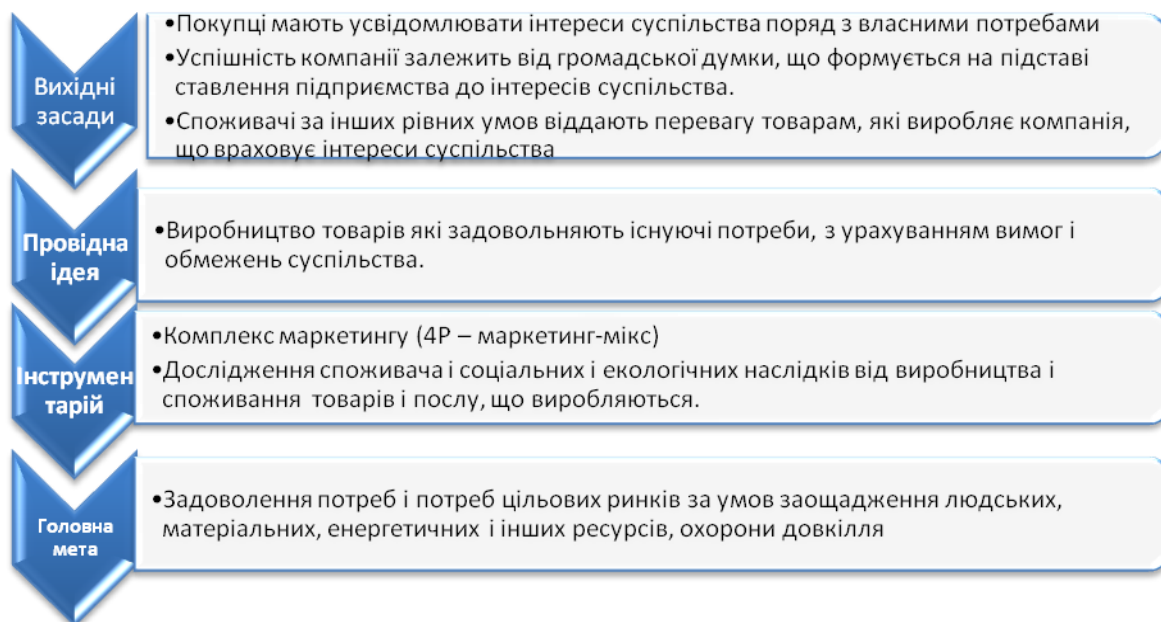 Вихідні
засади
•Покупці мають усвідомлювати інтереси суспільства поряд з власними потребами
•Успішність компанії залежить від громадської думки, що формується на підставі
ставлення підприємства до інтересів суспільства.
•Споживачі за інших рівних умов віддають перевагу товарам, які виробляє компанія,
що враховує інтереси суспільства
Провідна
ідея
•Виробництво товарів які задовольняють існуючі потреби, з урахуванням вимог і
обмежень суспільства.
Інструмен
тарій
•Комплекс маркетингу (4Р – маркетинг-мікс)
•Дослідження споживача і соціальних і екологічних наслідків від виробництва і
споживання товарів і послу, що виробляються.
Головна
мета
•Задоволення потреб і потреб цільових ринків за умов заощадження людських,
матеріальних, енергетичних і інших ресурсів, охорони довкілля